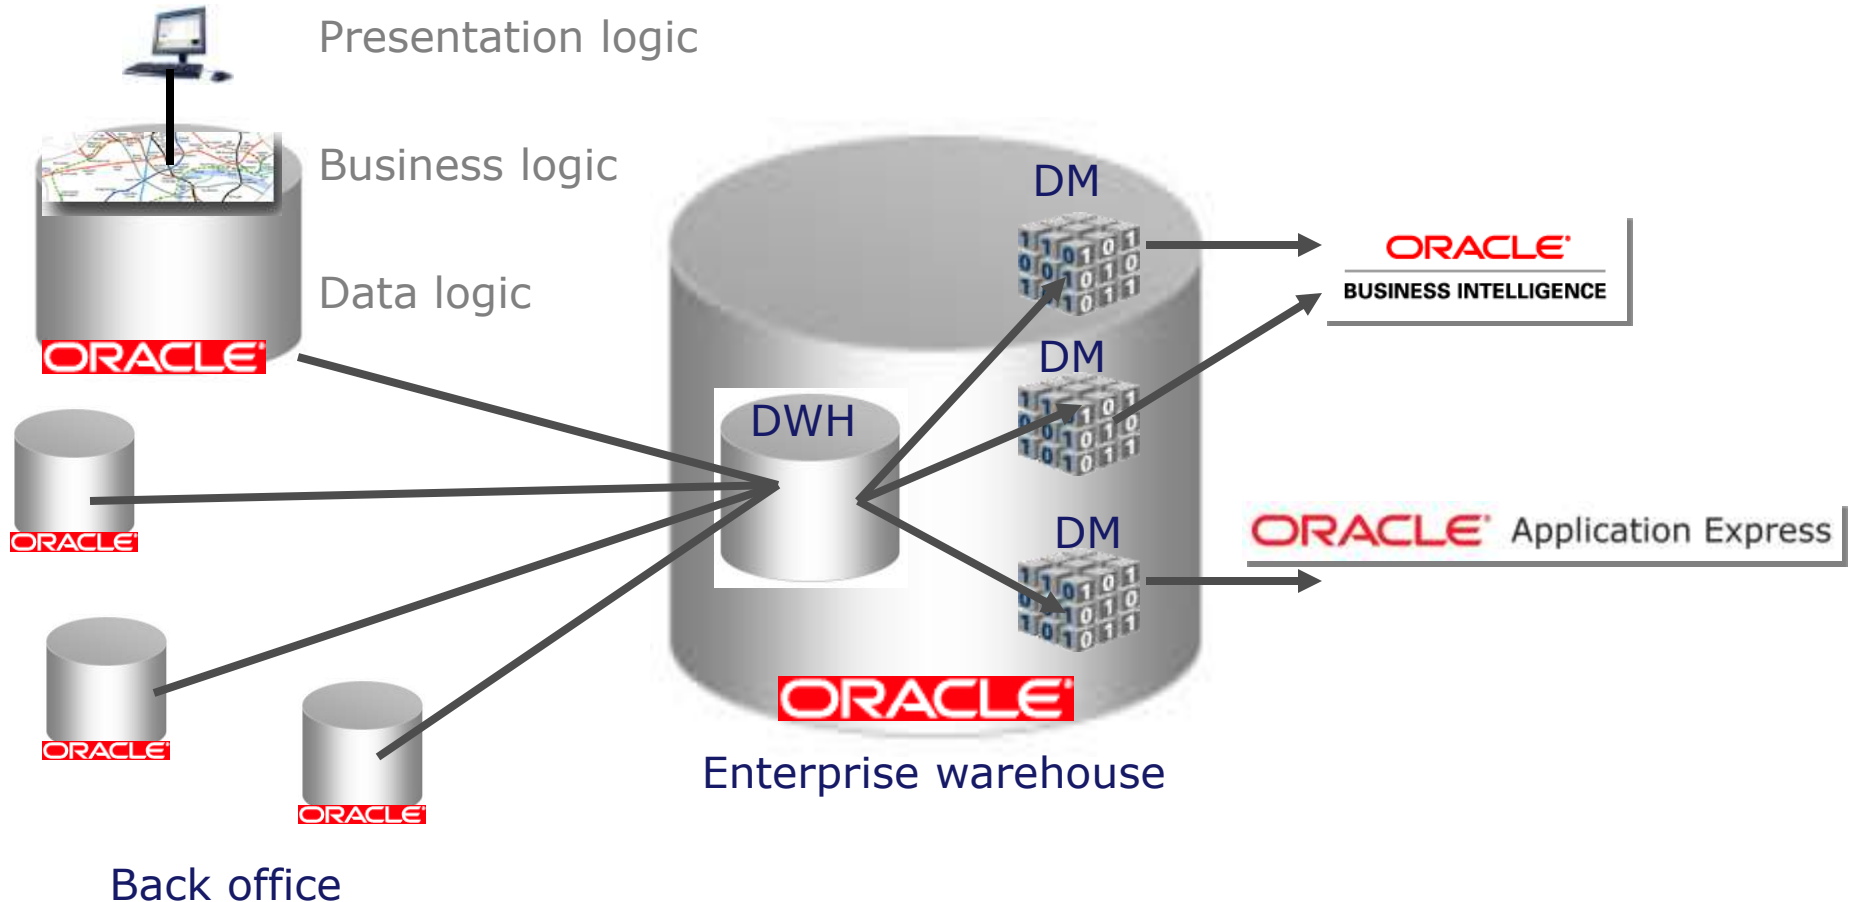 Presentation logic
Business logic
Data logic
ORACLE
ORACLE
ORACLE
ORACLE
Back office
DWH
DM
DM
DM
ORACLE
Enterprise warehouse
ORACLE
BUSINESS INTELLIGENCE
ORACLE Application Express